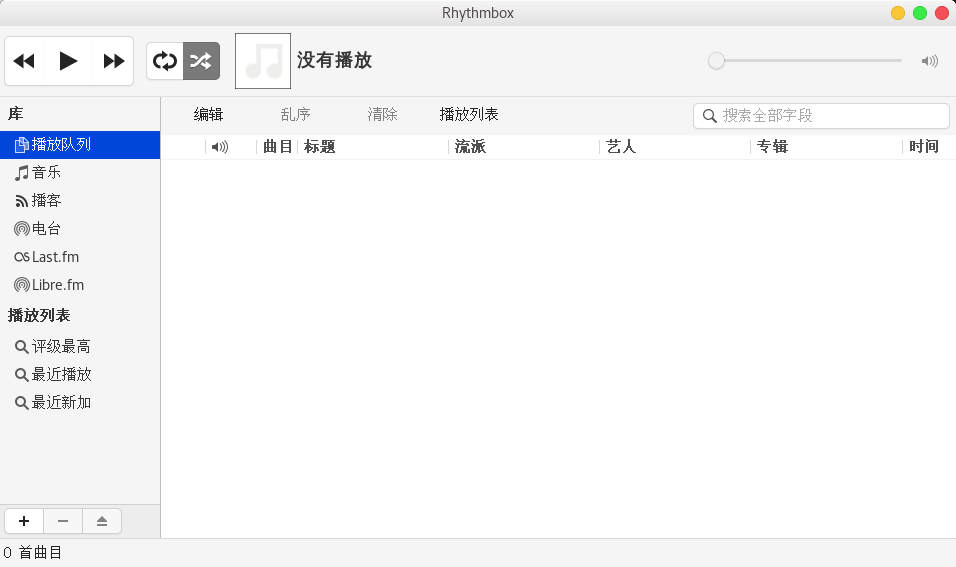 Rhythmbox
没有播放
库
编辑 乱序 清除 播放列表 搜索全部字段
播放队列
曲目 标题 流派 艺人 专辑 时间
音乐
播客
电台
Last.fm
Libre.fm
播放列表
评级最高
最近播放
最近新加
0 首曲目